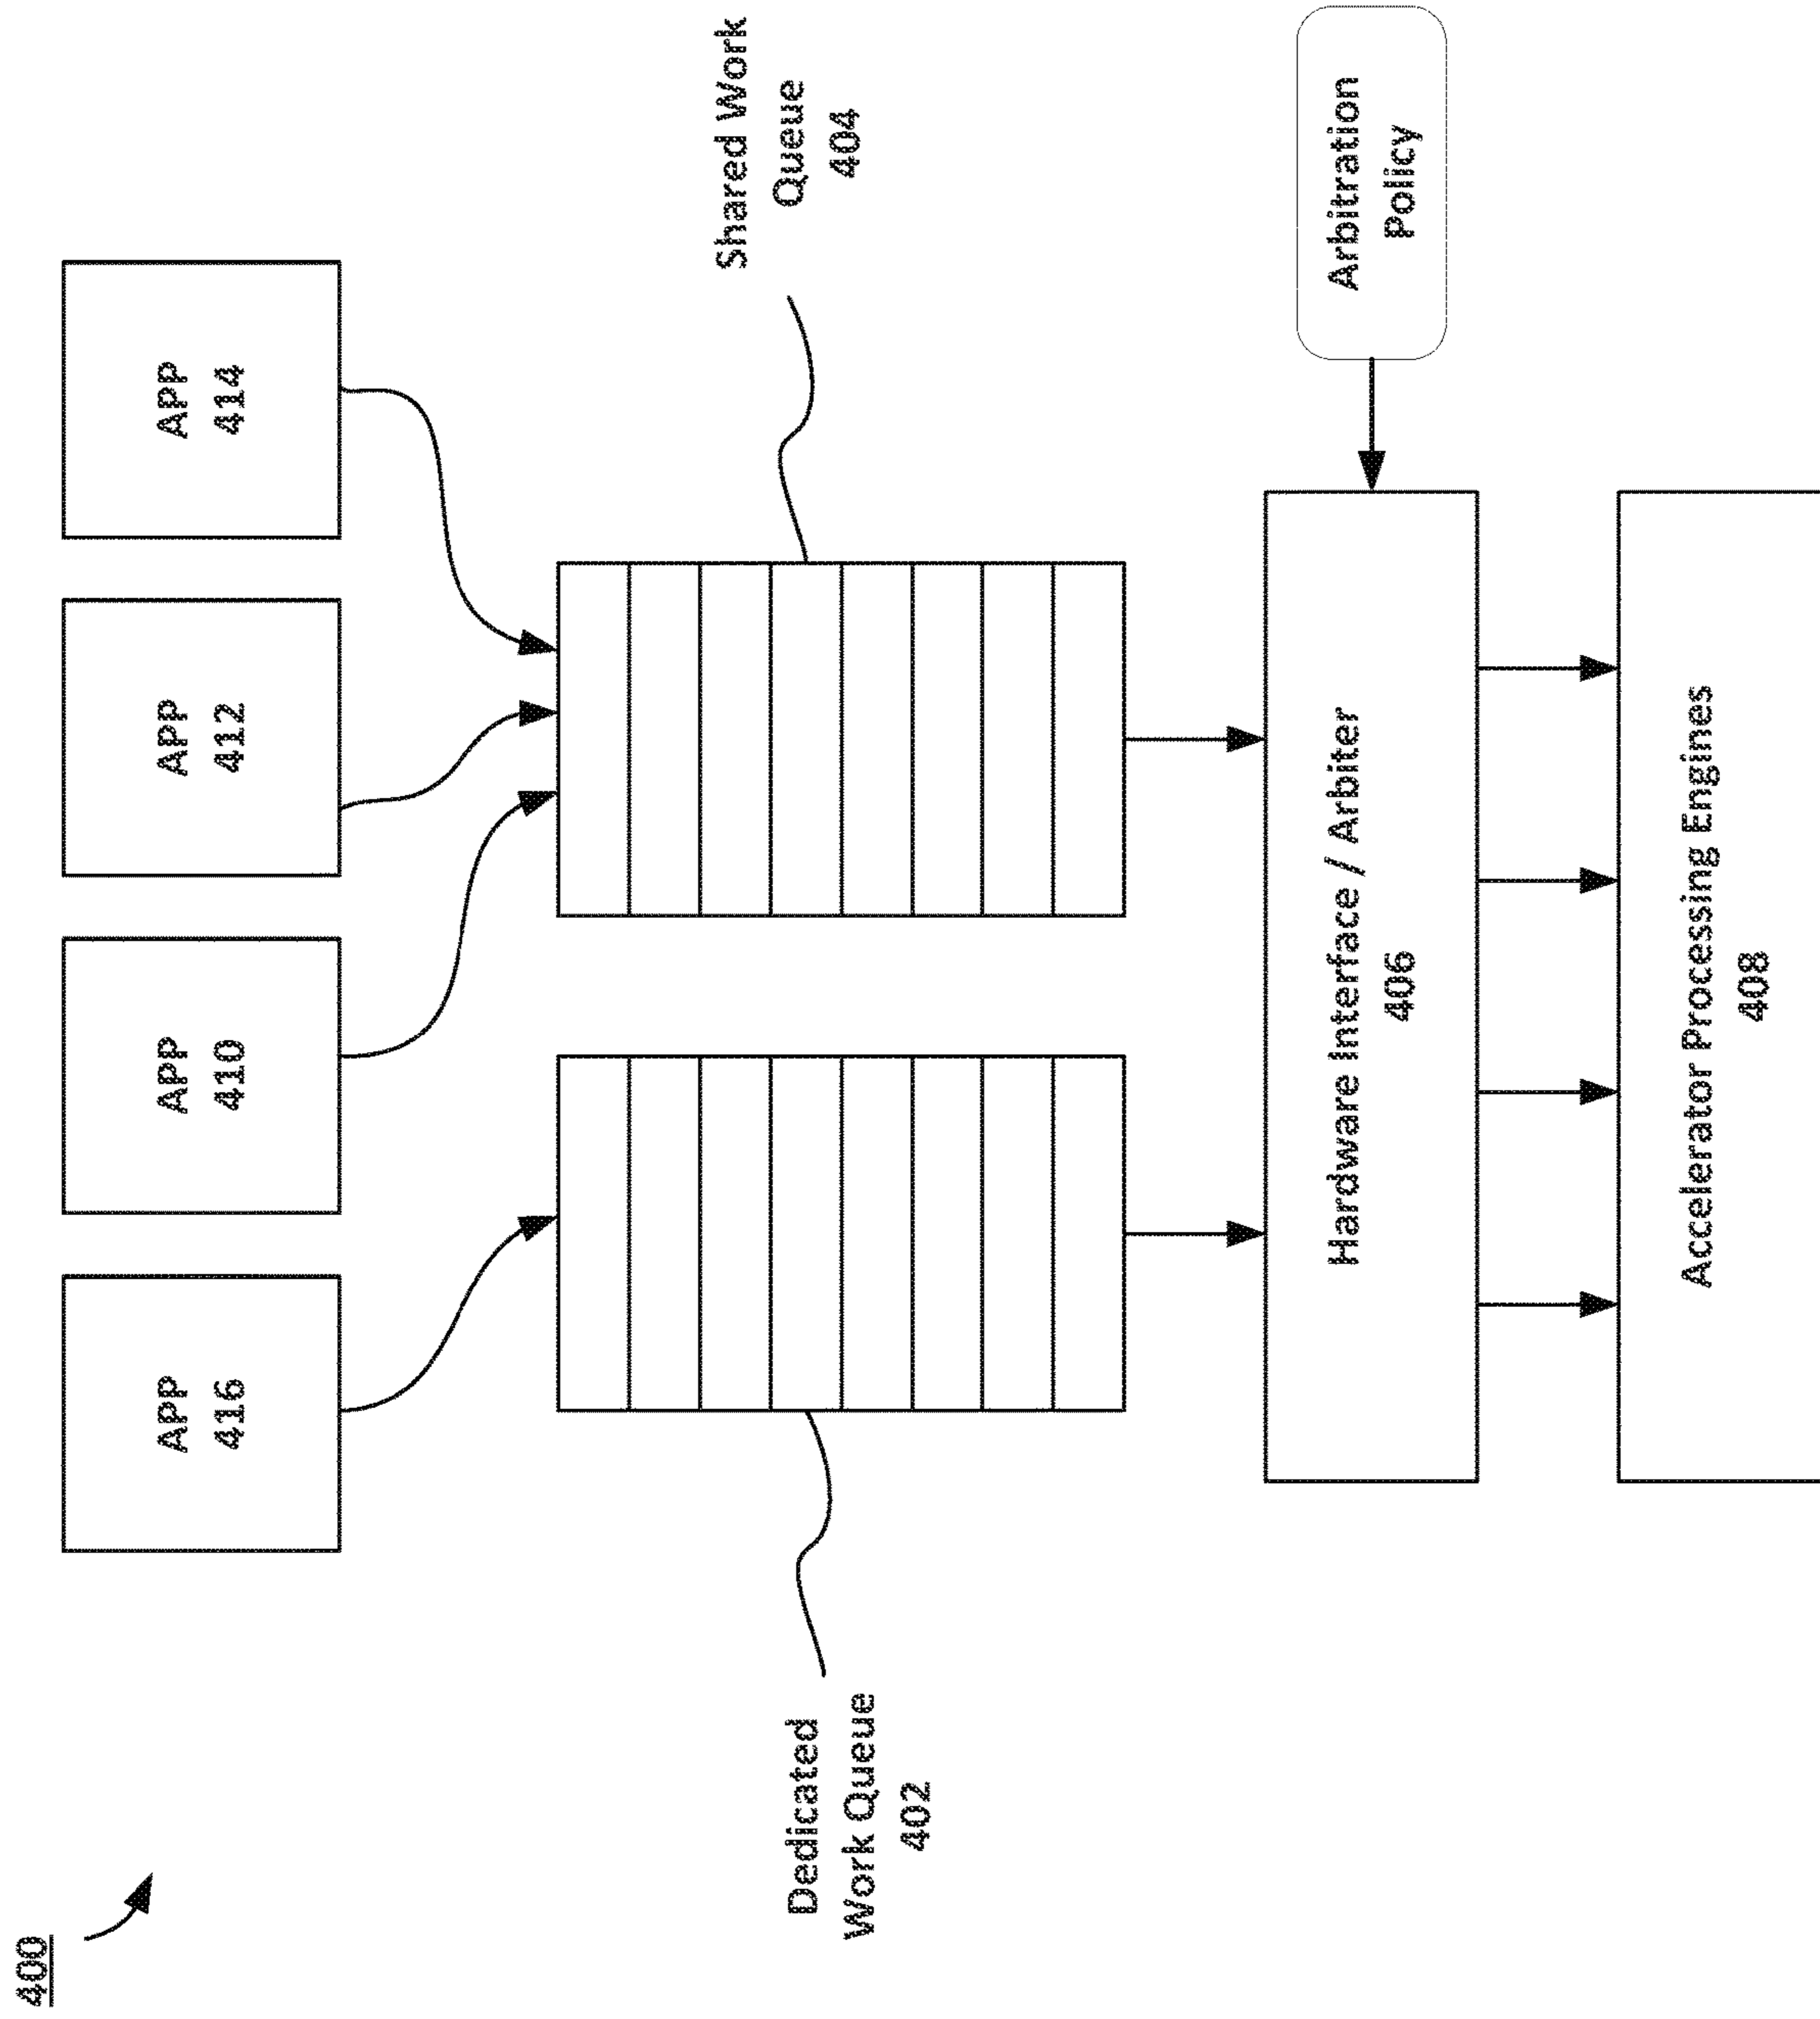 400
APP
416
APP
410
APP
412
APP
414
Dedicated
Work Queue
402
Shared Work
Queue
404
Hardware Interface / Arbiter
406
Arbitration
Policy
Accelerator Processing Engines
408